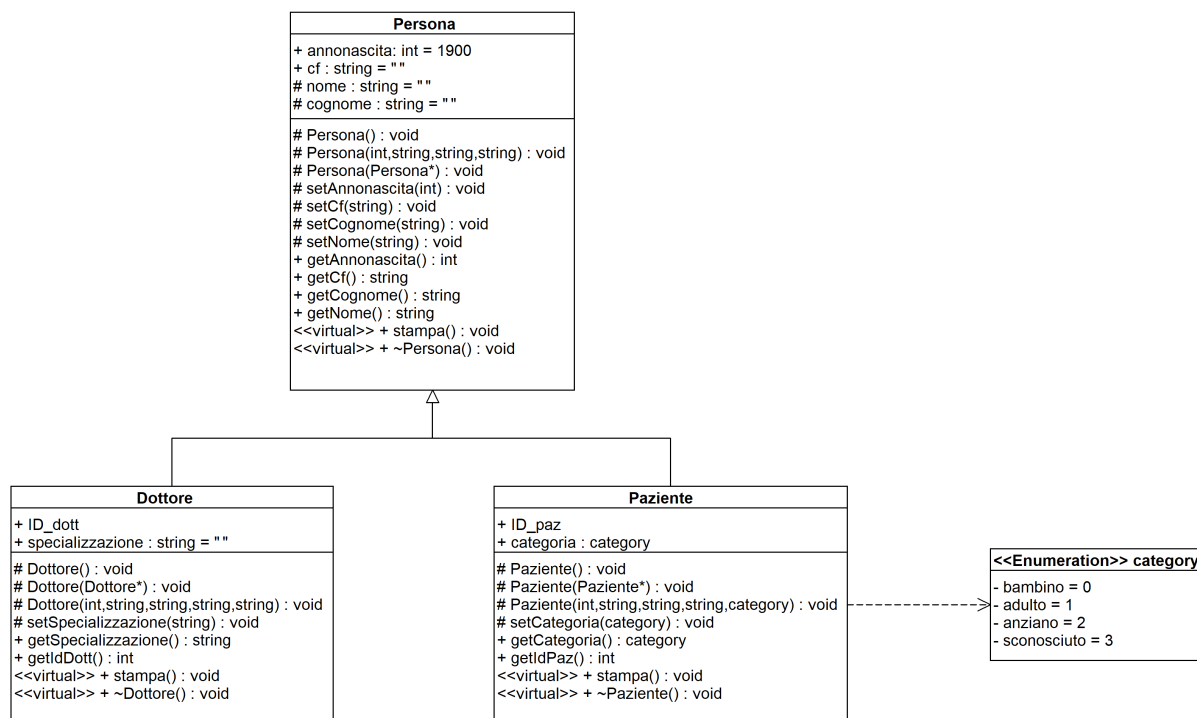 Persona
+ annonascita: int = 1900
+ cf : string = ""
# nome : string = ""
# cognome : string = ""
# Persona() : void
# Persona(int,string,string,string) : void
# Persona(Persona*) : void
# setAnnonascita(int) : void
# setCf(string) : void
# setCognome(string) : void
# setNome(string) : void
+ getAnnonascita() : int
+ getCf() : string
+ getCognome() : string
+ getNome() : string
<<virtual>> + stampa() : void
<<virtual>> + ~Persona() : void
Dottore
+ ID_dott
+ specializzazione : string = ""
# Dottore() : void
# Dottore(Dottore*) : void
# Dottore(int,string,string,string,string) : void
# setSpecializzazione(string) : void
+ getSpecializzazione() : string
+ getIdDott() : int
<<virtual>> + stampa() : void
<<virtual>> + ~Dottore() : void
Paziente
+ ID_paz
+ categoria : category
# Paziente() : void
# Paziente(Paziente*) : void
# Paziente(int,string,string,string,category) : void
# setCategoria(category) : void
+ getCategoria() : category
+ getIdPaz() : int
<<virtual>> + stampa() : void
<<virtual>> + ~Paziente() : void
<<Enumeration>> category
- bambino = 0
- adulto = 1
- anziano = 2
- sconosciuto = 3